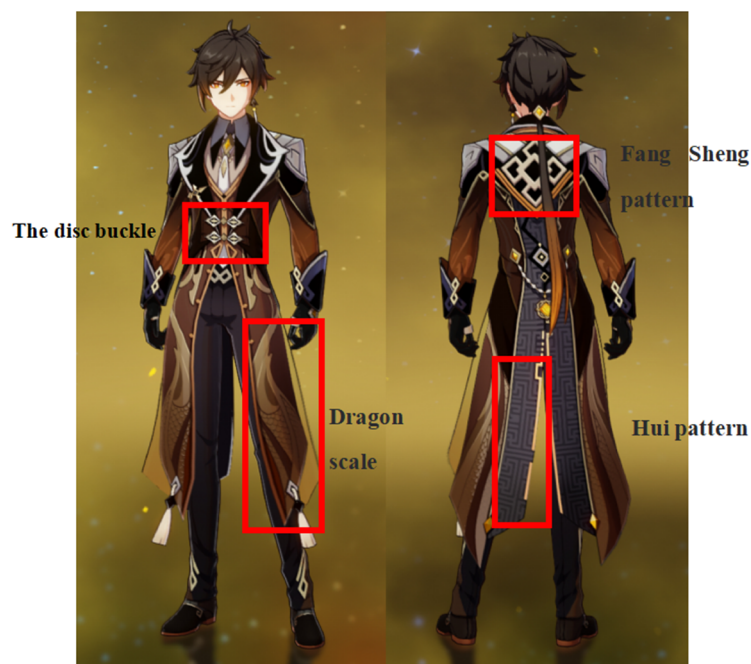 Fang Sheng
pattern
The disc buckle
Dragon
scale
Hui pattern